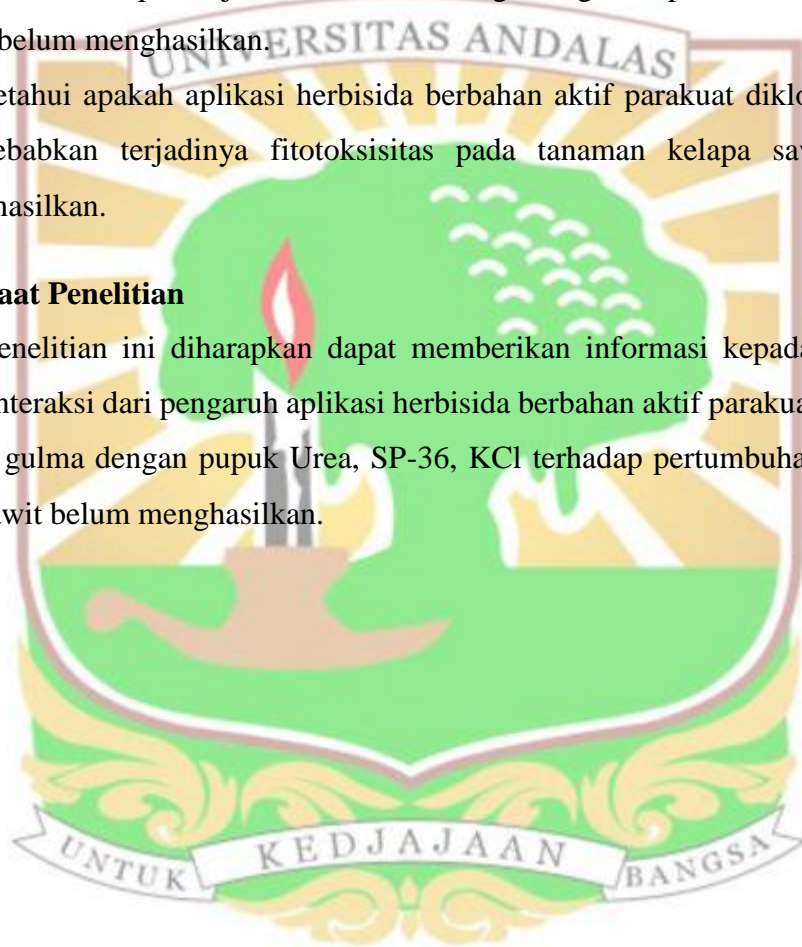 belum menghasilkan.
UNIVERSITAS ANDALAS
etahui apakah aplikasi herbisida berbahan aktif parakuat diklo
ebabkan terjadinya fitotoksisitas pada tanaman kelapa sa
hasilkan.
aat Penelitian
enelitian ini diharapkan dapat memberikan informasi kepada
nteraksi dari pengaruh aplikasi herbisida berbahan aktif parakua
gulma dengan pupuk Urea, SP-36, KCl terhadap pertumbuha
wit belum menghasilkan.
UNTUK KEDJAJAAN BANGSA